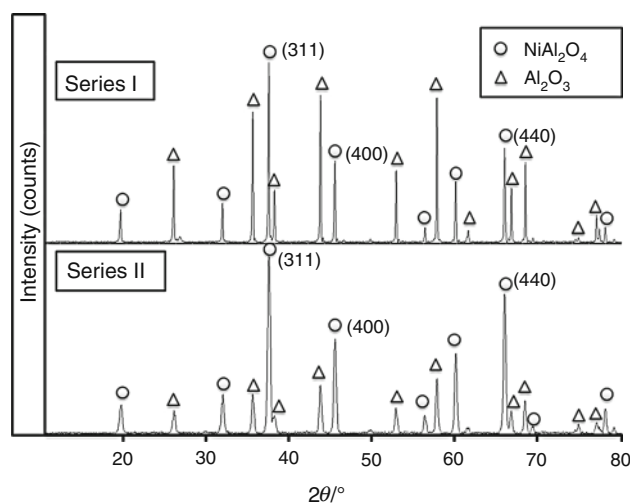 (311)
NiAl₂O₄
Al₂O₃
Series I
(400)
(440)
Intensity (counts)
Series II
(311)
(400)
(440)
20 30 40 50 60 70 80
2θ/°